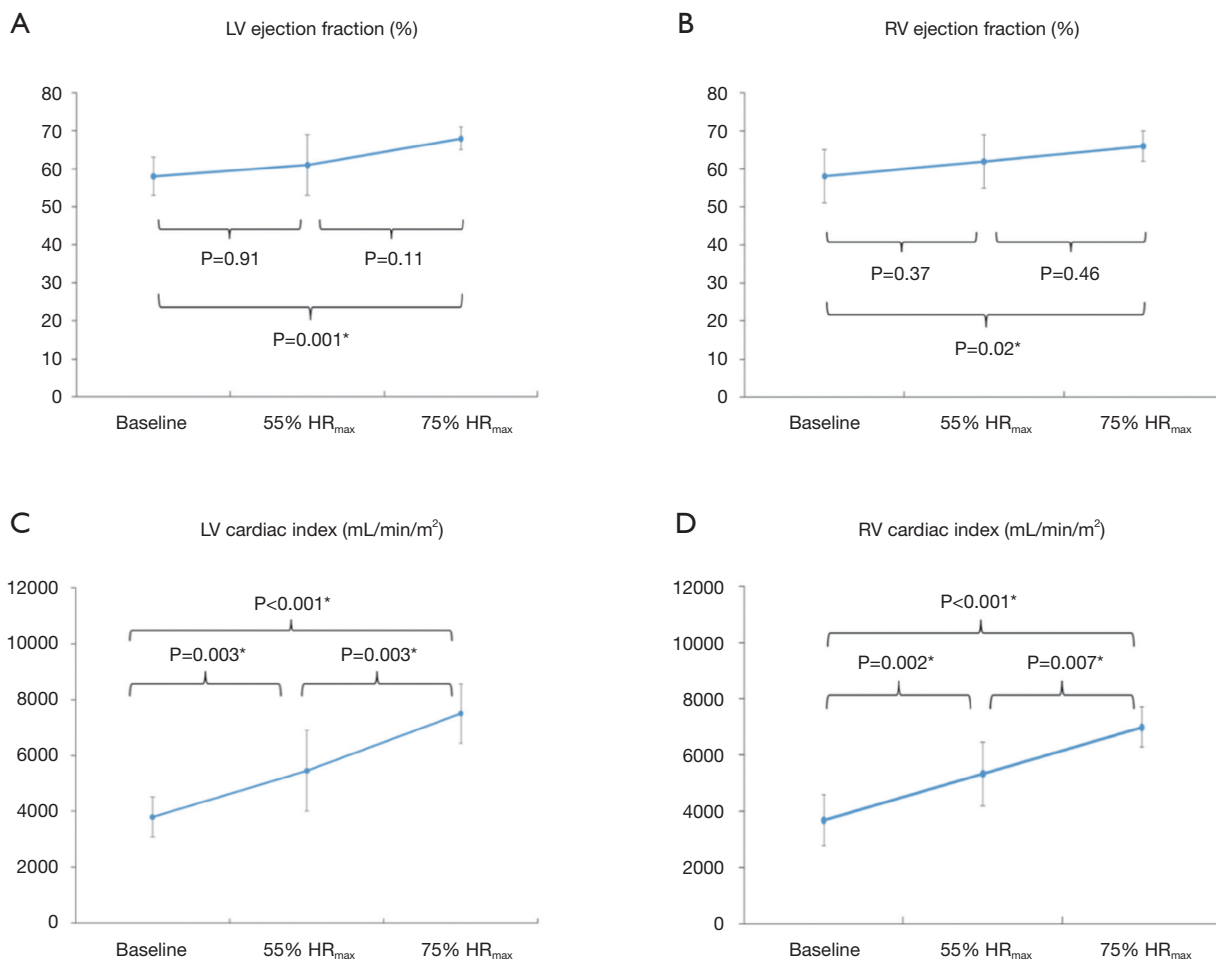 A
LV ejection fraction (%)
80
70
60
50
40
30
20
10
0
P=0.91
P=0.11
P=0.001*
Baseline
55% HRmax
75% HRmax
B
RV ejection fraction (%)
80
70
60
50
40
30
20
10
0
P=0.37
P=0.46
P=0.02*
Baseline
55% HRmax
75% HRmax
C
LV cardiac index (mL/min/m²)
12000
10000
8000
6000
4000
2000
0
P<0.001*
P=0.003*
P=0.003*
Baseline
55% HRmax
75% HRmax
D
RV cardiac index (mL/min/m²)
12000
10000
8000
6000
4000
2000
0
P<0.001*
P=0.002*
P=0.007*
Baseline
55% HRmax
75% HRmax